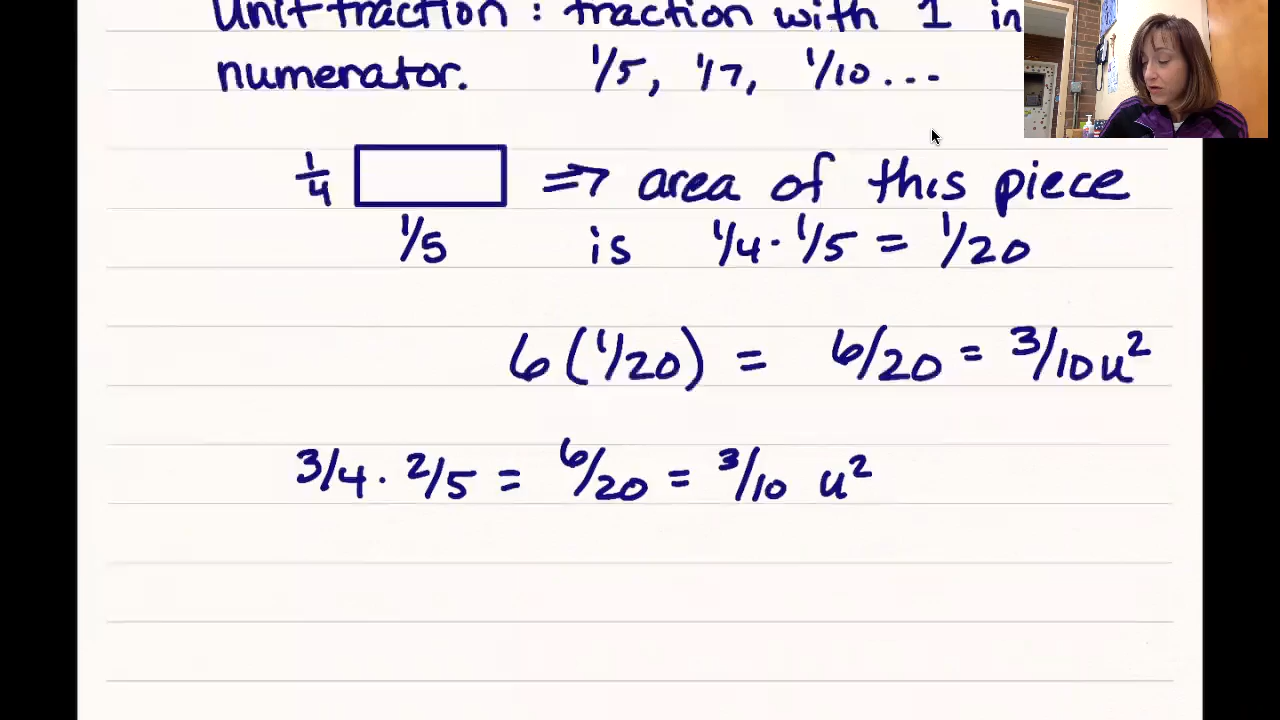 Unit fraction : fraction with 1 in
numerator. 1/5, 1/7, 1/10...
1/4 ⇒ area of this piece
1/5 is 1/4 · 1/5 = 1/20
6 (1/20) = 6/20 = 3/10 u²
3/4 · 2/5 = 6/20 = 3/10 u²